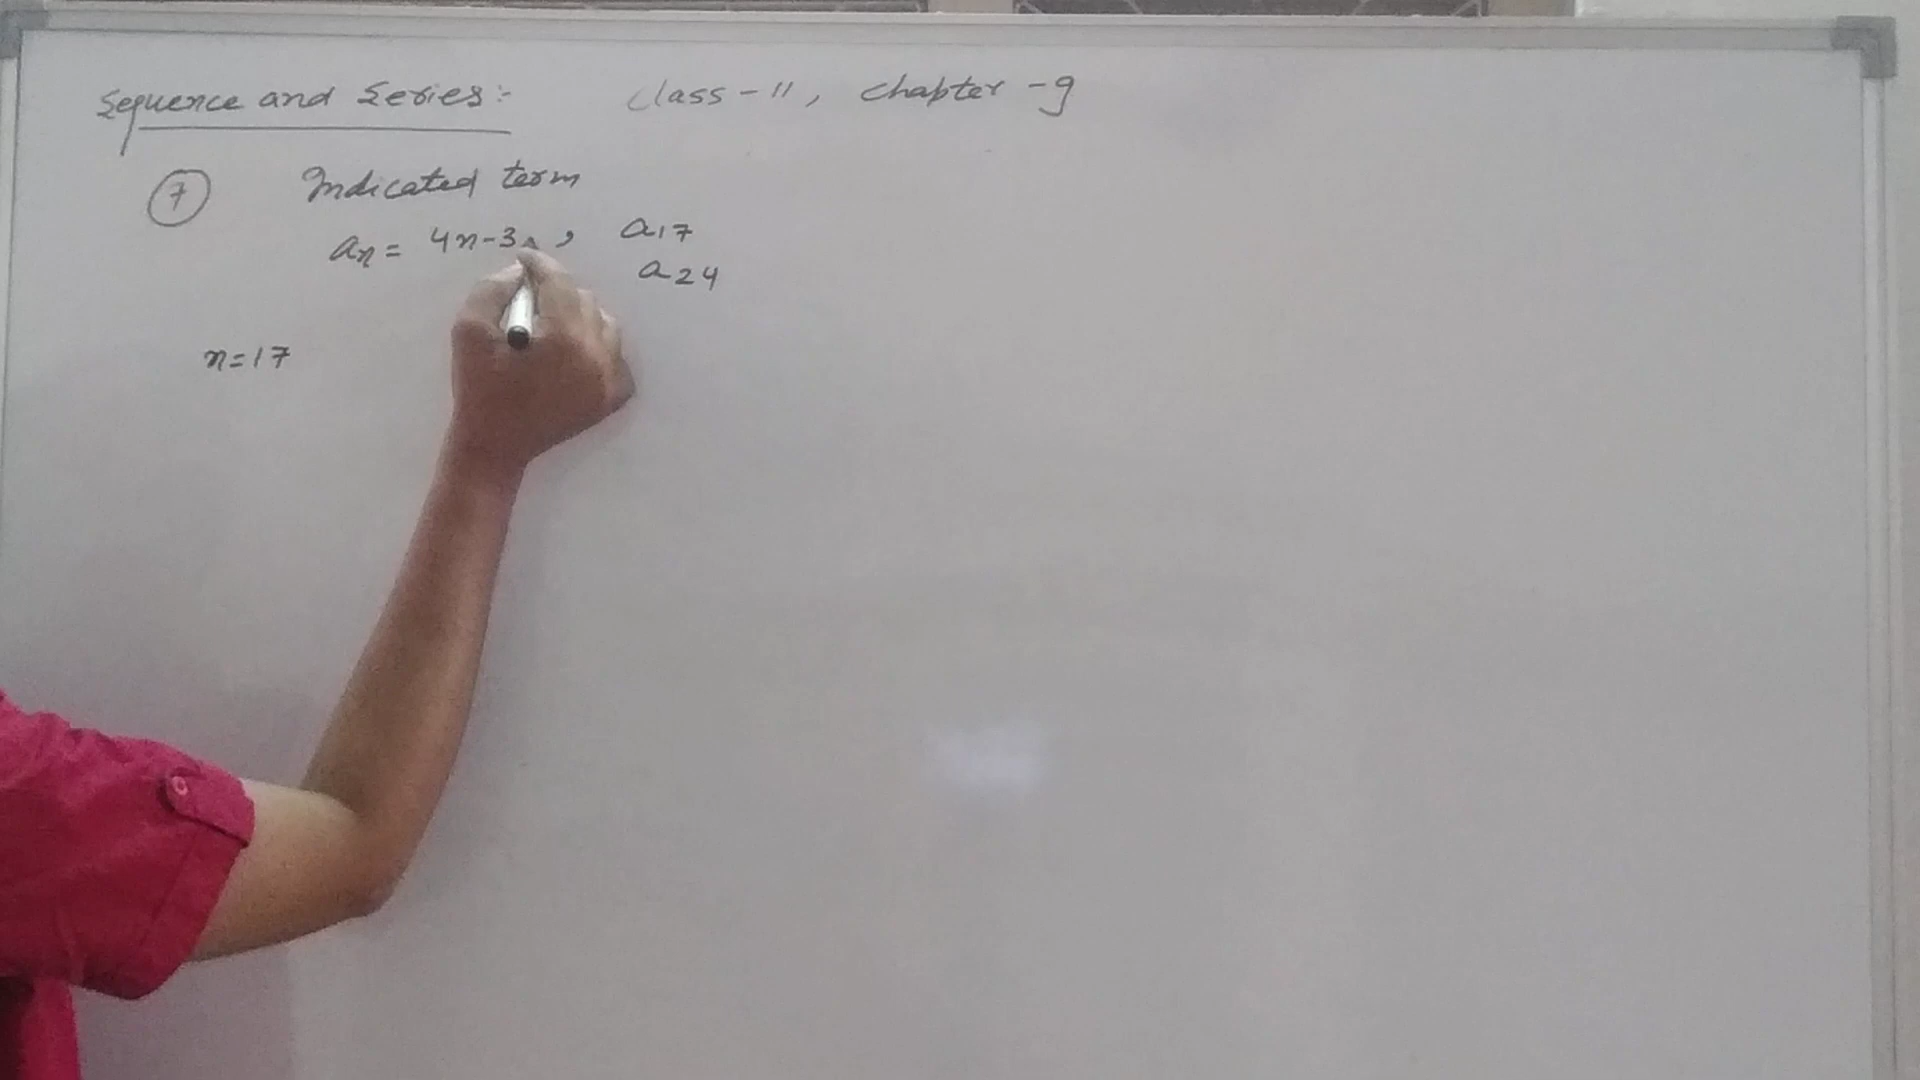 Sequence and Series:- Class-11, Chapter-9
7 Indicated term
an = 4n-3, a17
a24
n=17